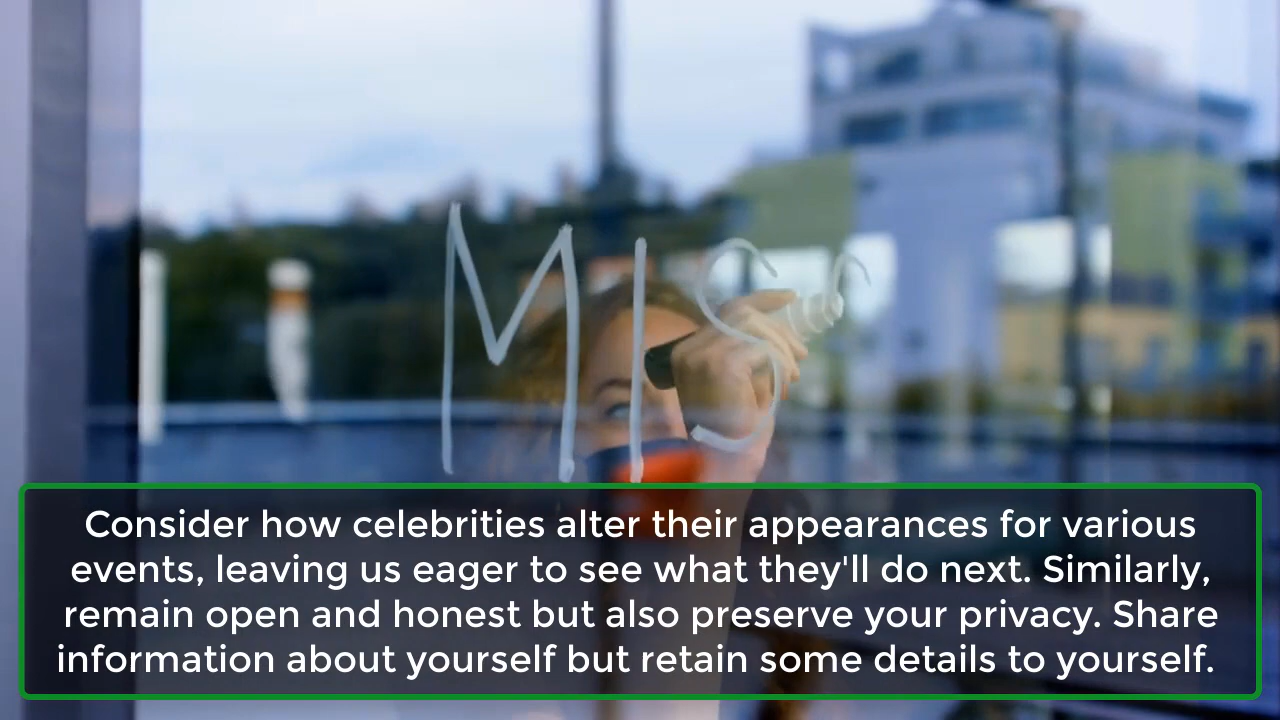 MIS
Consider how celebrities alter their appearances for various
events, leaving us eager to see what they'll do next. Similarly,
remain open and honest but also preserve your privacy. Share
information about yourself but retain some details to yourself.